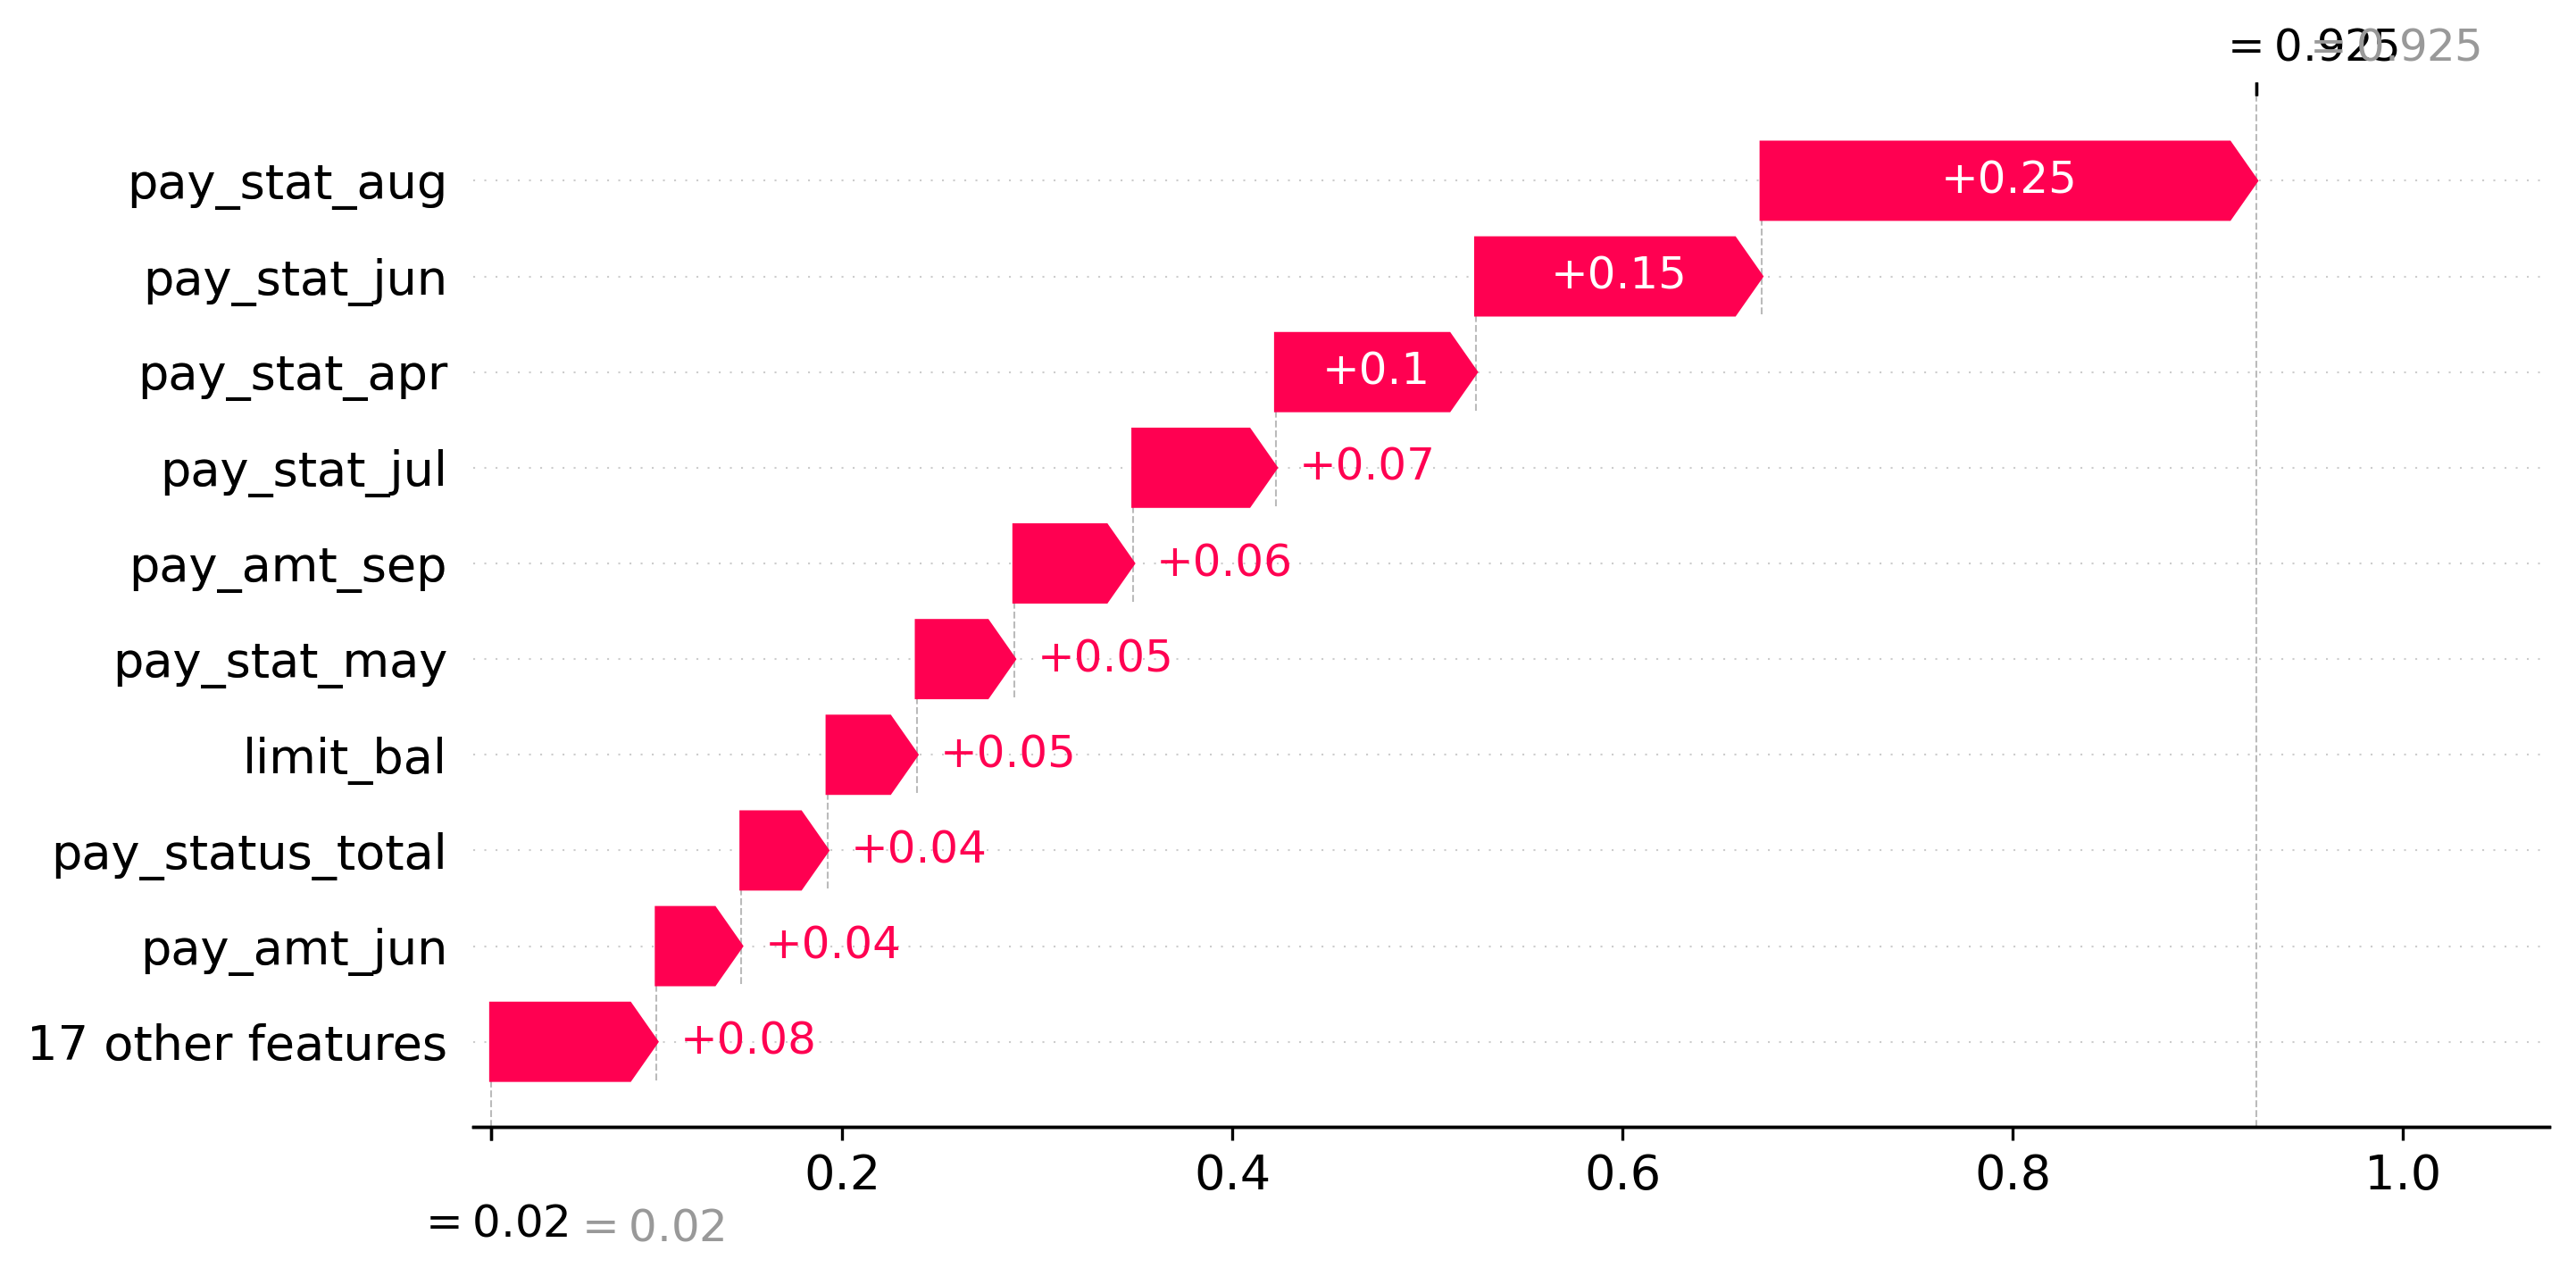 = 0.925 = 0.925
pay_stat_aug +0.25
pay_stat_jun +0.15
pay_stat_apr +0.1
pay_stat_jul +0.07
pay_amt_sep +0.06
pay_stat_may +0.05
limit_bal +0.05
pay_status_total +0.04
pay_amt_jun +0.04
17 other features +0.08
0.2 0.4 0.6 0.8 1.0
= 0.02 = 0.02